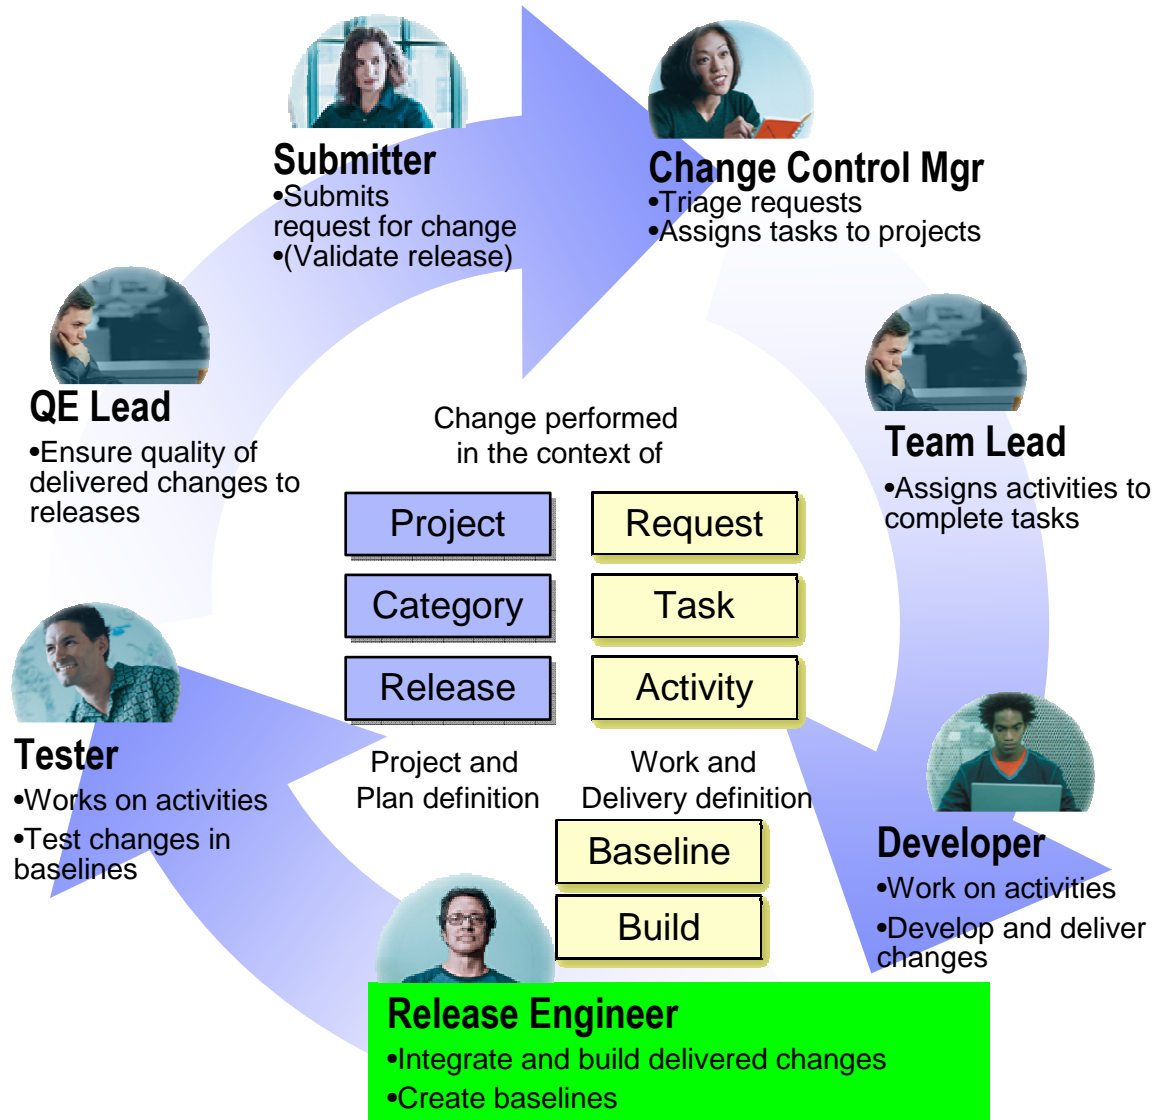 Submitter
•Submits
request for change
•(Validate release)
Change Control Mgr
•Triage requests
•Assigns tasks to projects
QE Lead
•Ensure quality of
delivered changes to
releases
Team Lead
•Assigns activities to
complete tasks
Change performed
in the context of
Project
Category
Release
Request
Task
Activity
Project and
Plan definition
Work and
Delivery definition
Baseline
Build
Tester
•Works on activities
•Test changes in
baselines
Developer
•Work on activities
•Develop and deliver
changes
Release Engineer
•Integrate and build delivered changes
•Create baselines